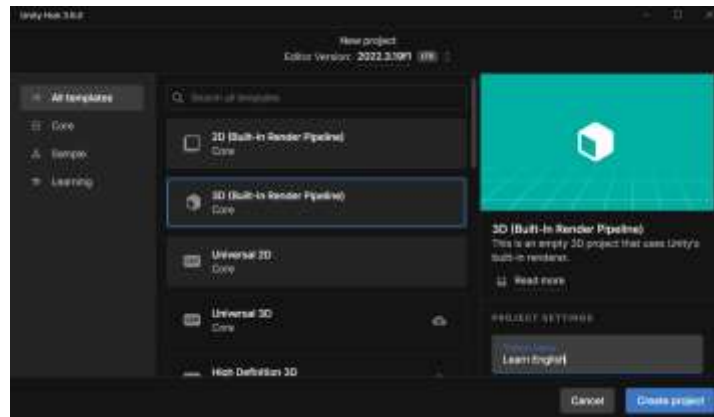 Unity Hub 3.8.0
New project
Editor Version: 2022.3.19f1 LTS
All templates
Core
Sample
Learning
Search all templates
2D (Built-In Render Pipeline)
Core
3D (Built-In Render Pipeline)
Core
Universal 2D
Core
Universal 3D
Core
High Definition 3D
3D (Built-In Render Pipeline)
This is an empty 3D project that uses Unity's
built-in renderer.
Read more
PROJECT SETTINGS
Project name
Learn English
Cancel
Create project